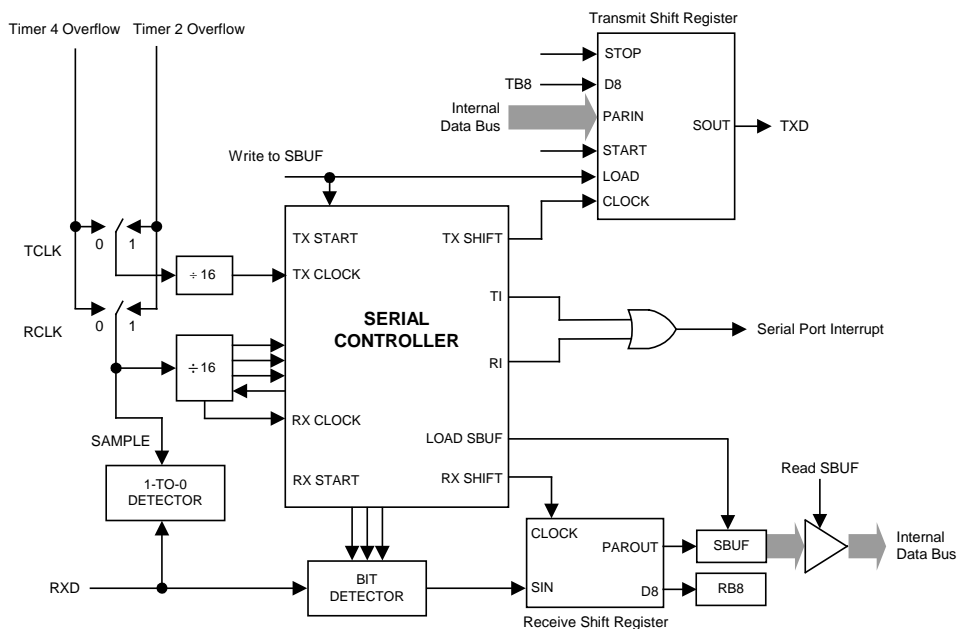 Transmit Shift Register
Timer 4 Overflow
Timer 2 Overflow
STOP
TB8
D8
Internal
Data Bus
PARIN
SOUT
TXD
START
Write to SBUF
LOAD
CLOCK
TX START
TX SHIFT
TCLK
0
1
÷ 16
TX CLOCK
TI
SERIAL
CONTROLLER
Serial Port Interrupt
RCLK
0
1
÷ 16
RI
RX CLOCK
SAMPLE
LOAD SBUF
1-TO-0
DETECTOR
RX START
RX SHIFT
Read SBUF
CLOCK
PAROUT
SBUF
Internal
Data Bus
RXD
BIT
DETECTOR
SIN
D8
RB8
Receive Shift Register